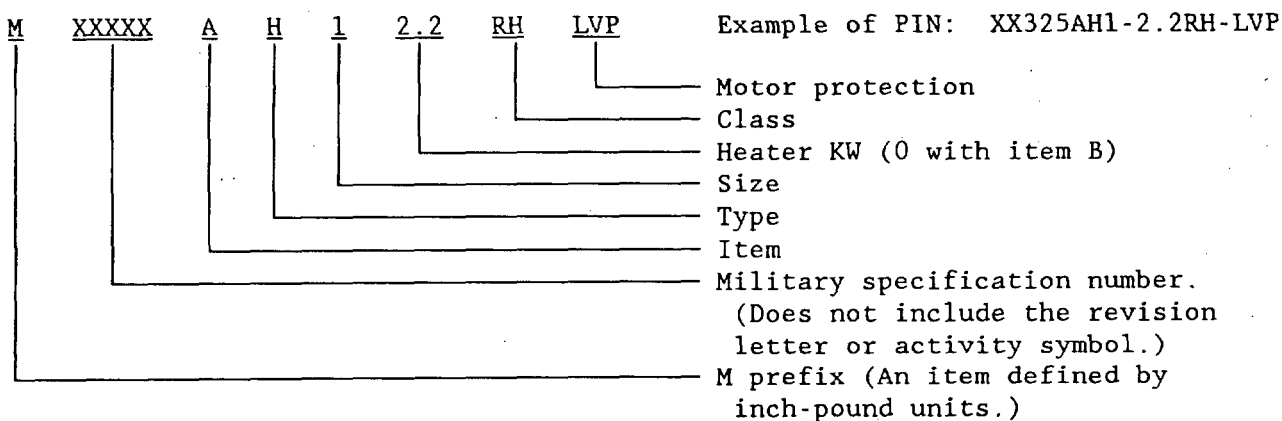 M XXXXX A H 1 2.2 RH LVP Example of PIN: XX325AH1-2.2RH-LVP
Motor protection
Class
Heater KW (0 with item B)
Size
Type
Item
Military specification number.
(Does not include the revision
letter or activity symbol.)
M prefix (An item defined by
inch-pound units.)